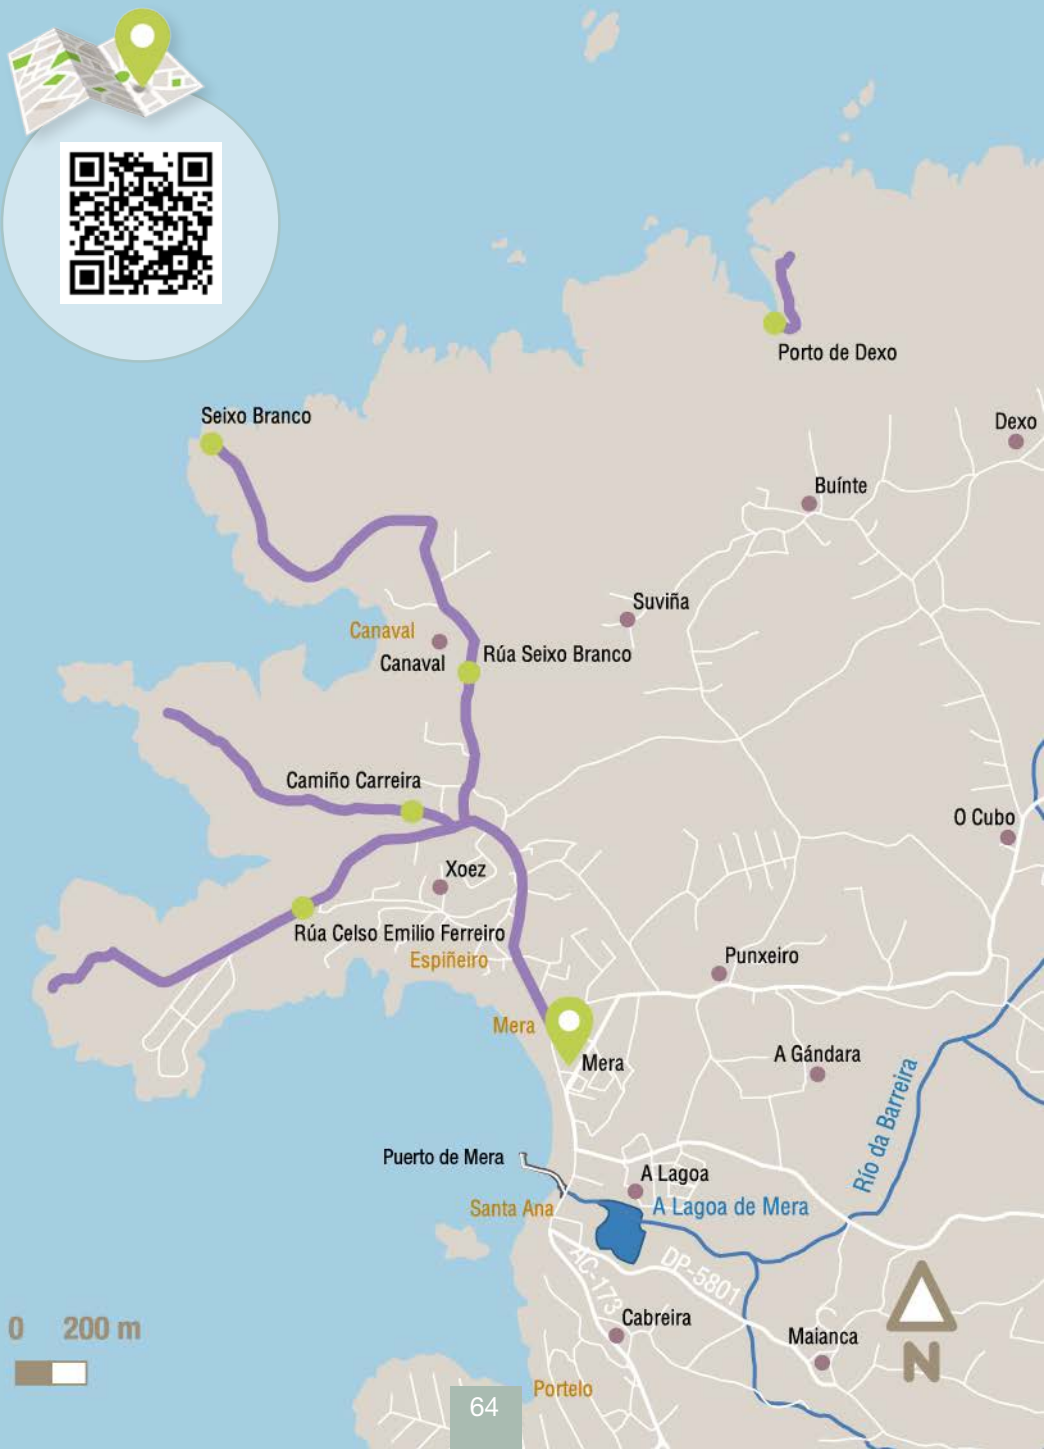 Porto de Dexo
Seixo Branco
Dexo
Buínte
Suviña
Canaval
Canaval
Rúa Seixo Branco
Camiño Carreira
O Cubo
Xoez
Rúa Celso Emilio Ferreiro
Espiñeiro
Punxeiro
Mera
Mera
A Gándara
Río da Barreira
Puerto de Mera
A Lagoa
Santa Ana
A Lagoa de Mera
AC-173
DP-5801
0 200 m
Cabreira
Maianca
N
Portelo
64